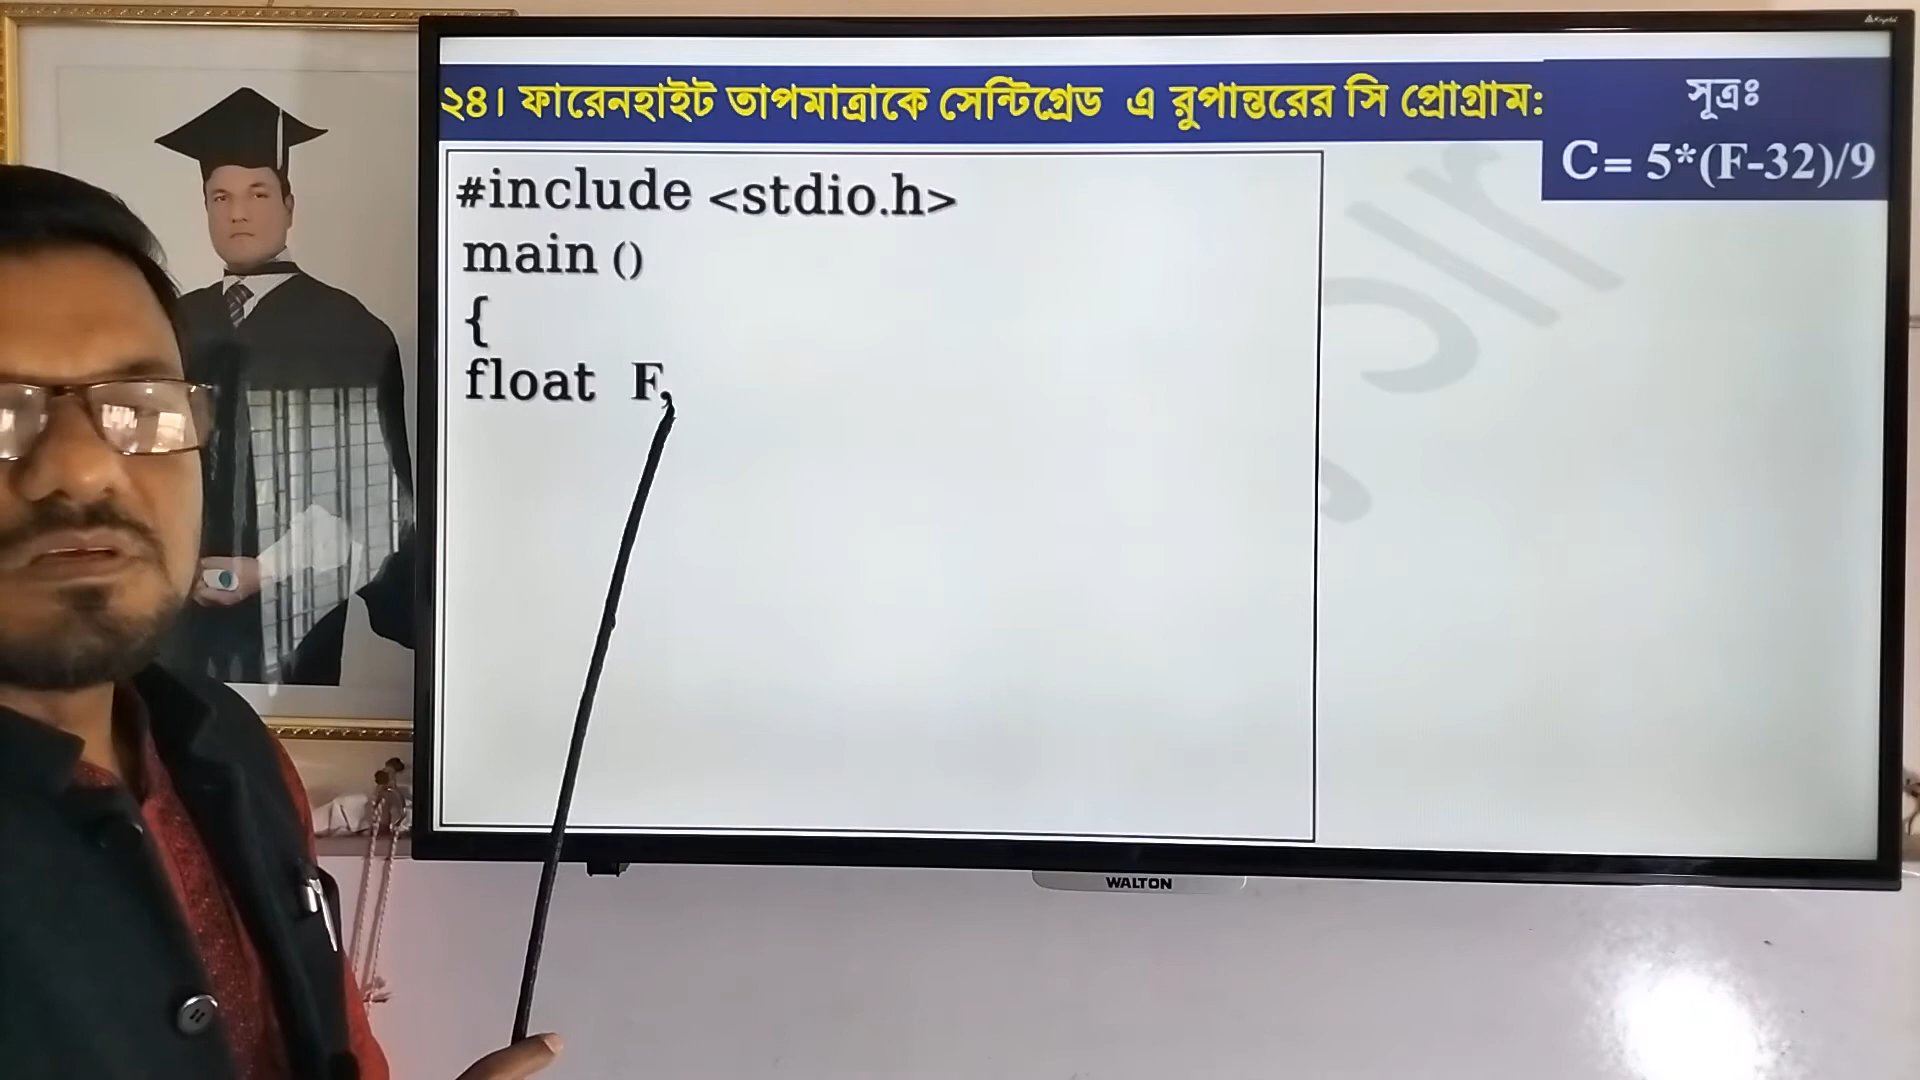 ২৪। ফারেনহাইট তাপমাত্রাকে সেন্টিগ্রেড এ রুপান্তরের সি প্রোগ্রাম:
সূত্রঃ
C= 5*(F-32)/9
#include <stdio.h>
main ()
{
float F,
WALTON